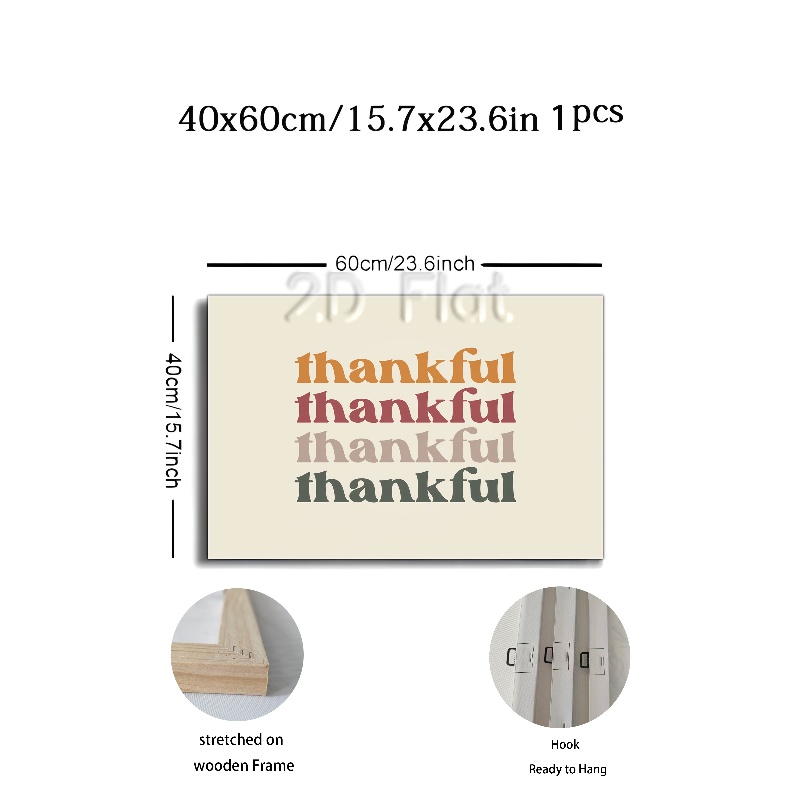 40x60cm/15.7x23.6in 1pcs
60cm/23.6inch
2.D Flat.
40cm/15.7inch
thankful
thankful
thankful
thankful
stretched on
wooden Frame
Hook
Ready to Hang